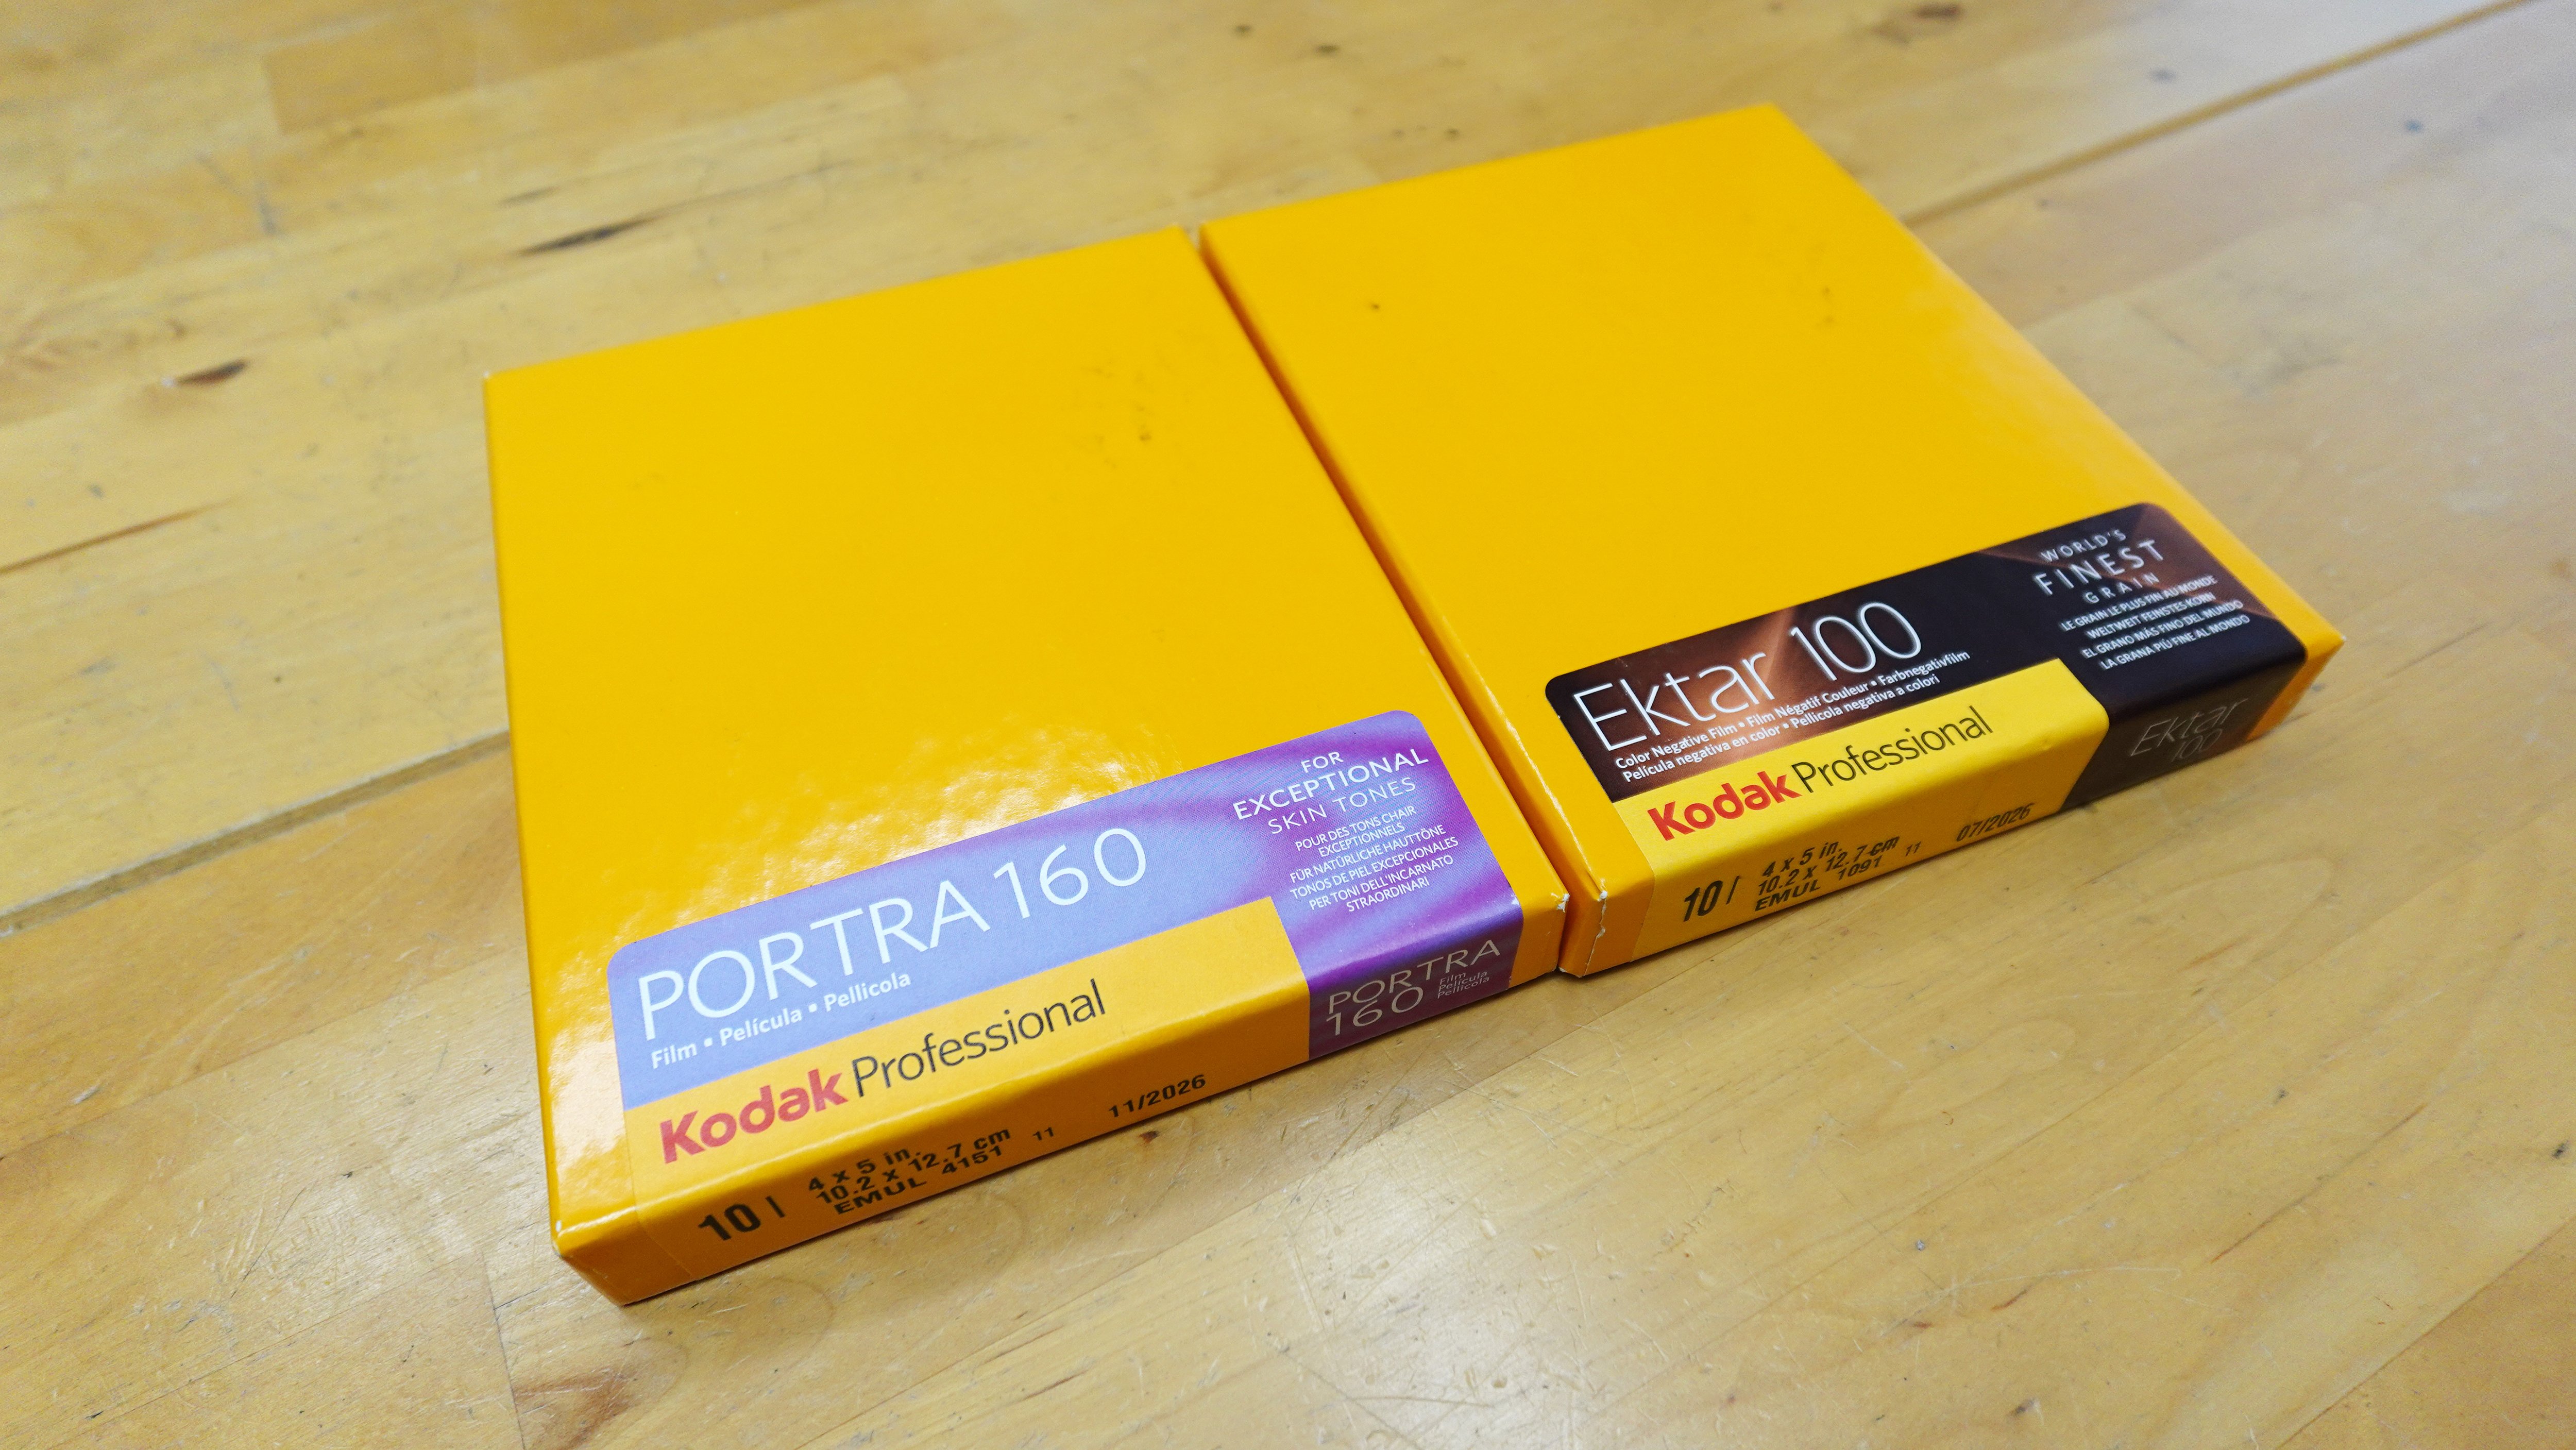 PORTRA 160
Film • Película • Pellicola
FOR
EXCEPTIONAL
SKIN TONES
POUR DES TONS CHAIR
EXCEPTIONNELS
FÜR NATÜRLICHE HAUTTÖNE
TONOS DE PIEL EXCEPCIONALES
PER TONI DELL'INCARNATO
STRAORDINARI
Kodak Professional
PORTRA
160
Film
Película
Pellicola
10 /
4 x 5 in.
10.2 x 12.7 cm
EMUL 4151
11
11/2026
Ektar 100
Color Negative Film • Film Négatif Couleur • Farbnegativfilm
Película negativa en color • Pellicola negativa a colori
WORLD'S
FINEST
GRAIN
LE GRAIN LE PLUS FIN AU MONDE
WELTWEIT FEINSTES KORN
EL GRANO MÁS FINO DEL MUNDO
LA GRANA PIÚ FINE AL MONDO
Kodak Professional
Ektar
100
10 /
4 x 5 in.
10.2 x 12.7 cm
EMUL 1091
11
07/2026